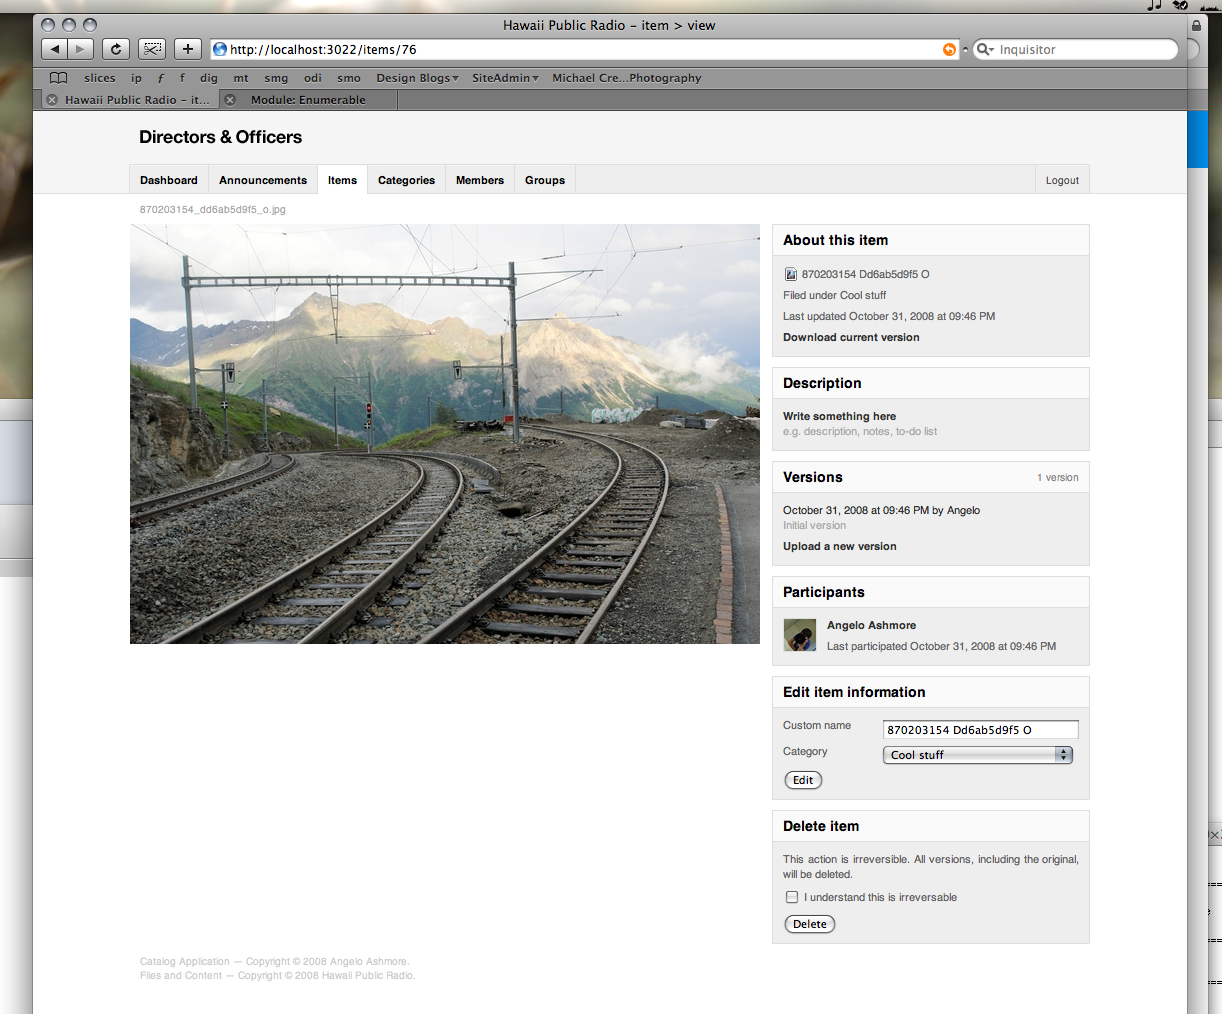 Hawaii Public Radio – item > view
http://localhost:3022/items/76
Inquisitor
slices ip f f dig mt smg odi smo Design Blogs▾ SiteAdmin▾ Michael Cre...Photography
Hawaii Public Radio – it...
Module: Enumerable
Directors & Officers
Dashboard Announcements Items Categories Members Groups Logout
870203154_dd6ab5d9f5_o.jpg
About this item
870203154 Dd6ab5d9f5 O
Filed under Cool stuff
Last updated October 31, 2008 at 09:46 PM
Download current version
Description
Write something here
e.g. description, notes, to-do list
Versions 1 version
October 31, 2008 at 09:46 PM by Angelo
Initial version
Upload a new version
Participants
Angelo Ashmore
Last participated October 31, 2008 at 09:46 PM
Edit item information
Custom name 870203154 Dd6ab5d9f5 O
Category Cool stuff
Edit
Delete item
This action is irreversible. All versions, including the original,
will be deleted.
I understand this is irreversable
Delete
Catalog Application — Copyright © 2008 Angelo Ashmore.
Files and Content — Copyright © 2008 Hawaii Public Radio.